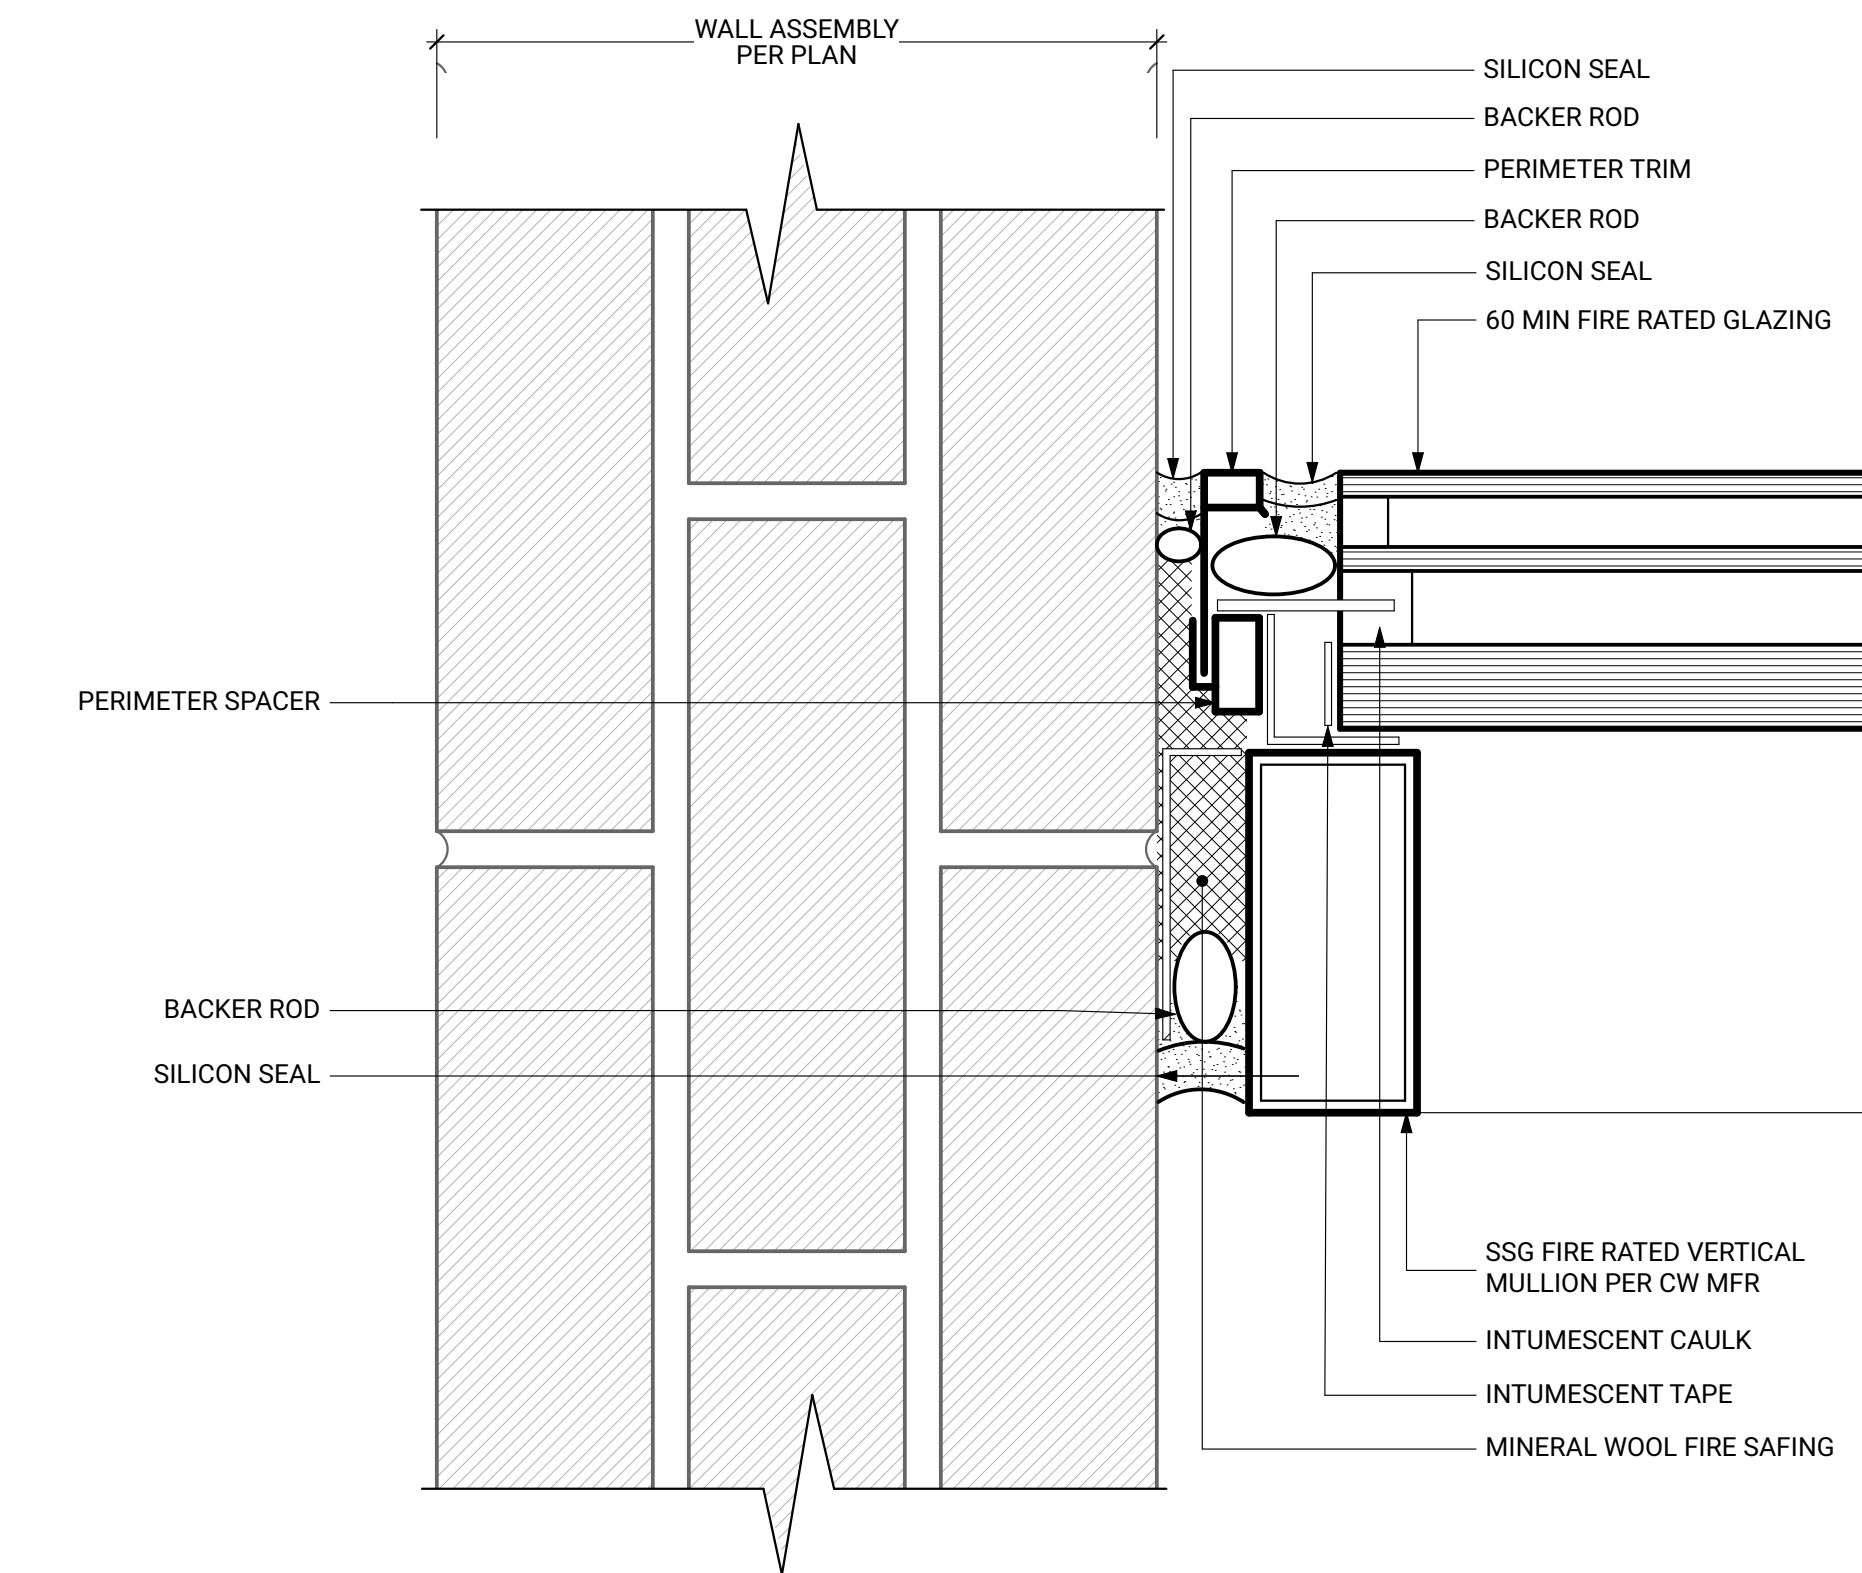 WALL ASSEMBLY
PER PLAN
SILICON SEAL
BACKER ROD
PERIMETER TRIM
BACKER ROD
SILICON SEAL
60 MIN FIRE RATED GLAZING
PERIMETER SPACER
BACKER ROD
SILICON SEAL
SSG FIRE RATED VERTICAL
MULLION PER CW MFR
INTUMESCENT CAULK
INTUMESCENT TAPE
MINERAL WOOL FIRE SAFING